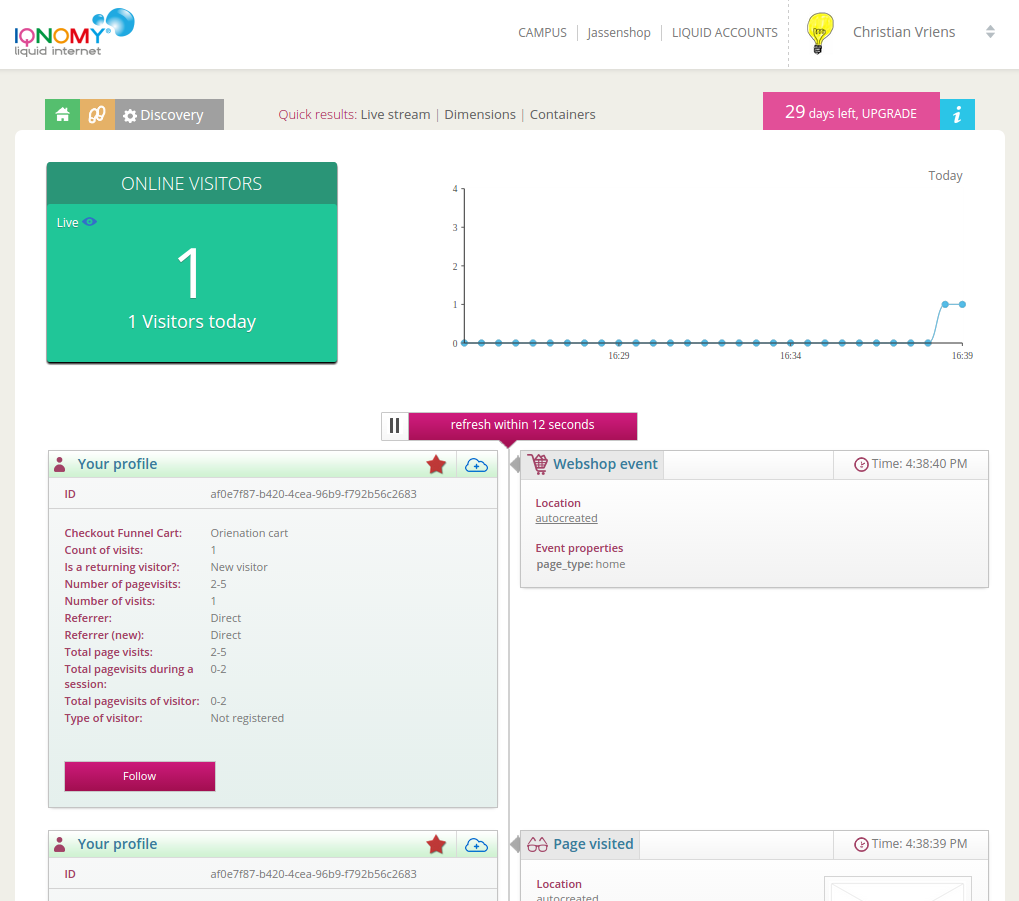 IQNOMY
liquid internet
CAMPUS
Jassenshop
LIQUID ACCOUNTS
Christian Vriens
Discovery
Quick results: Live stream | Dimensions | Containers
29 days left, UPGRADE
i
ONLINE VISITORS
Live
1
1 Visitors today
Today
4
3
2
1
0
16:29
16:34
16:39
refresh within 12 seconds
Your profile
ID af0e7f87-b420-4cea-96b9-f792b56c2683
Checkout Funnel Cart: Orienation cart
Count of visits: 1
Is a returning visitor?: New visitor
Number of pagevisits: 2-5
Number of visits: 1
Referrer: Direct
Referrer (new): Direct
Total page visits: 2-5
Total pagevisits during a 0-2
session:
Total pagevisits of visitor: 0-2
Type of visitor: Not registered
Follow
Webshop event
Time: 4:38:40 PM
Location
autocreated
Event properties
page_type: home
Your profile
ID af0e7f87-b420-4cea-96b9-f792b56c2683
Page visited
Time: 4:38:39 PM
Location
autocreated